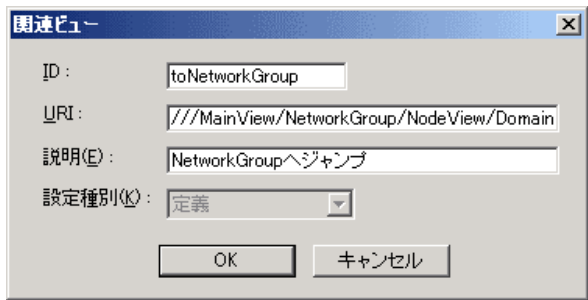 関連ビュー
ID： toNetworkGroup
URI： ///MainView/NetworkGroup/NodeView/Domain
説明(E)： NetworkGroupへジャンプ
設定種別(K)： 定義
OK キャンセル